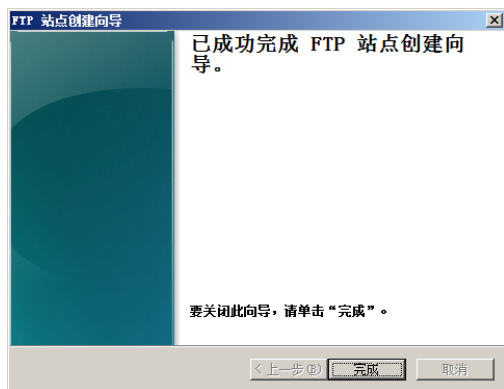 FTP 站点创建向导
已成功完成 FTP 站点创建向
导。
要关闭此向导，请单击“完成”。
< 上一步(B) 完成 取消